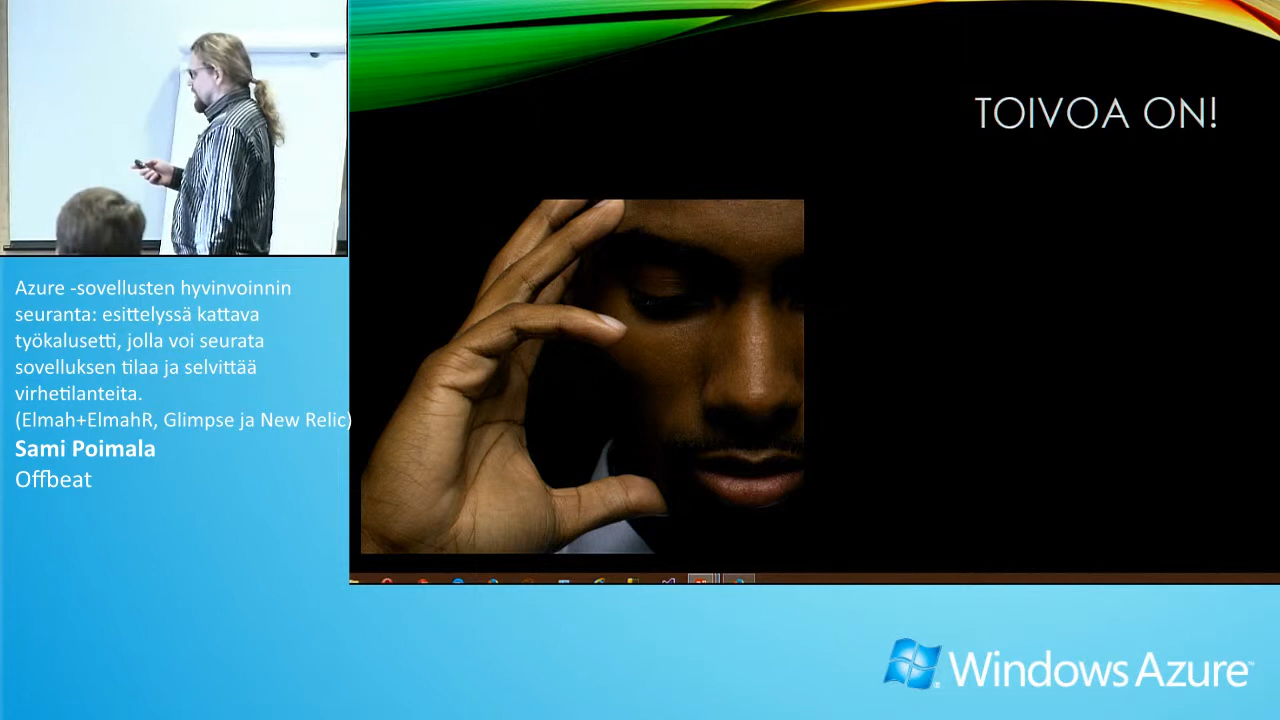 TOIVOA ON!
Azure -sovellusten hyvinvoinnin
seuranta: esittelyssä kattava
työkalusetti, jolla voi seurata
sovelluksen tilaa ja selvittää
virhetilanteita.
(Elmah+ElmahR, Glimpse ja New Relic)
Sami Poimala
Offbeat
Windows Azure™